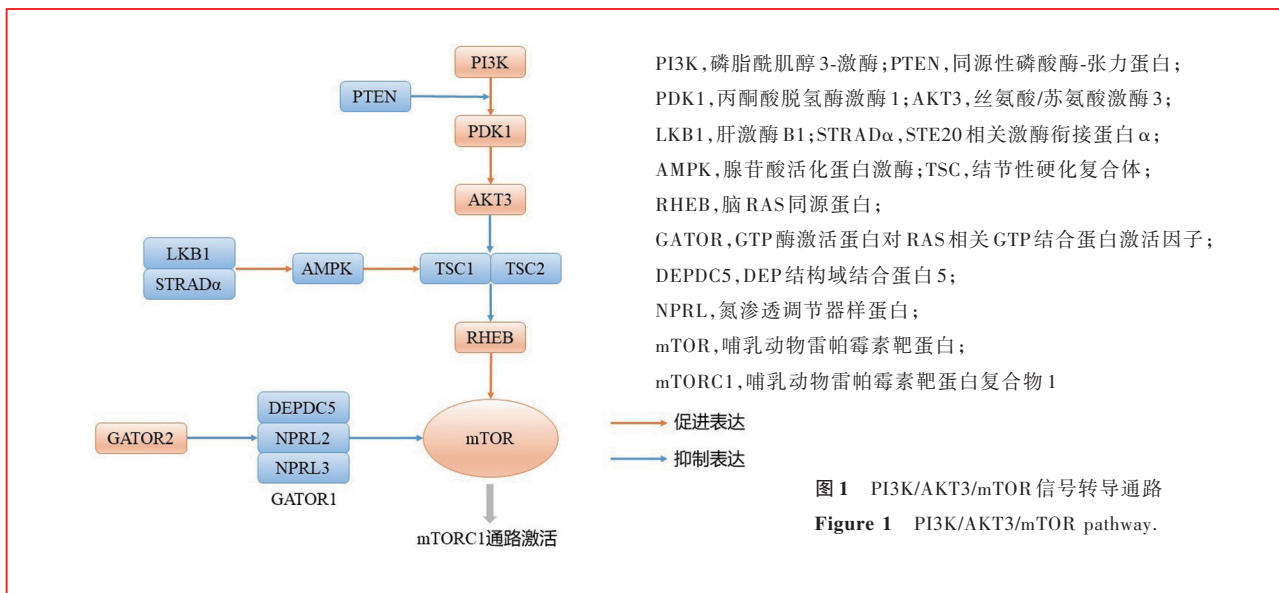 PI3K
PTEN
PDK1
AKT3
LKB1
STRADα
AMPK
TSC1
TSC2
RHEB
DEPDC5
GATOR2
NPRL2
mTOR
NPRL3
GATOR1
mTORC1通路激活
PI3K,磷脂酰肌醇3-激酶;PTEN,同源性磷酸酶-张力蛋白;
PDK1,丙酮酸脱氢酶激酶1;AKT3,丝氨酸/苏氨酸激酶3;
LKB1,肝激酶B1;STRADα,STE20相关激酶衔接蛋白α;
AMPK,腺苷酸活化蛋白激酶;TSC,结节性硬化复合体;
RHEB,脑RAS同源蛋白;
GATOR,GTP酶激活蛋白对RAS相关GTP结合蛋白激活因子;
DEPDC5,DEP结构域结合蛋白5;
NPRL,氮渗透调节器样蛋白;
mTOR,哺乳动物雷帕霉素靶蛋白;
mTORC1,哺乳动物雷帕霉素靶蛋白复合物1
促进表达
抑制表达
图1 PI3K/AKT3/mTOR信号转导通路
Figure 1 PI3K/AKT3/mTOR pathway.